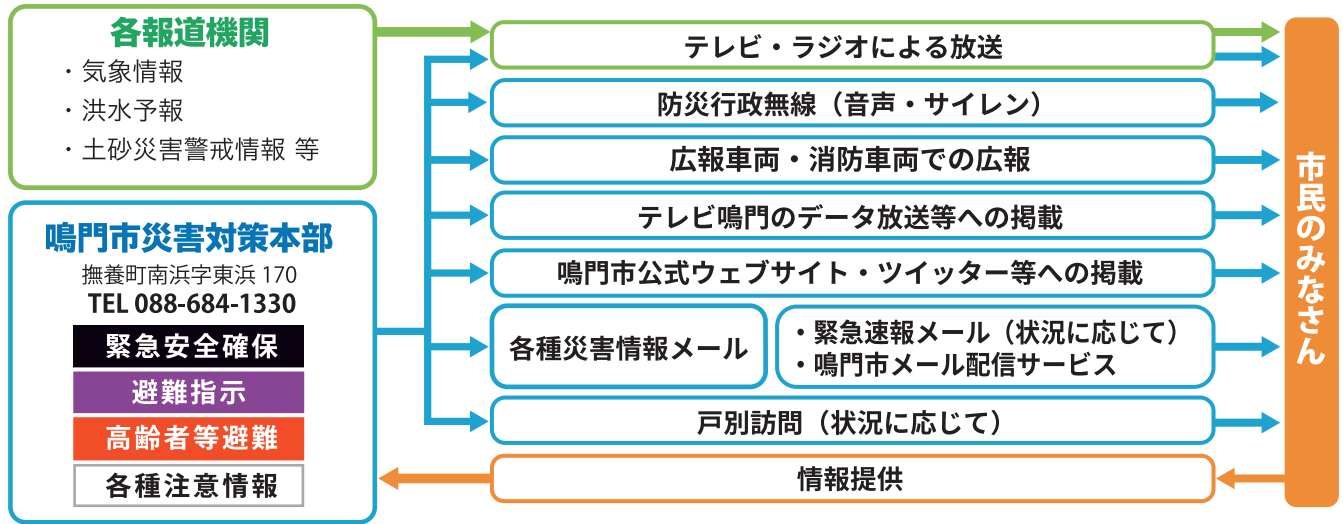 各報道機関
・ 気象情報
・ 洪水予報
・ 土砂災害警戒情報 等
鳴門市災害対策本部
撫養町南浜字東浜 170
TEL 088-684-1330
緊急安全確保
避難指示
高齢者等避難
各種注意情報
テレビ・ラジオによる放送
防災行政無線（音声・サイレン）
広報車両・消防車両での広報
テレビ鳴門のデータ放送等への掲載
鳴門市公式ウェブサイト・ツイッター等への掲載
各種災害情報メール
・緊急速報メール（状況に応じて）
・鳴門市メール配信サービス
戸別訪問（状況に応じて）
情報提供
市民のみなさん